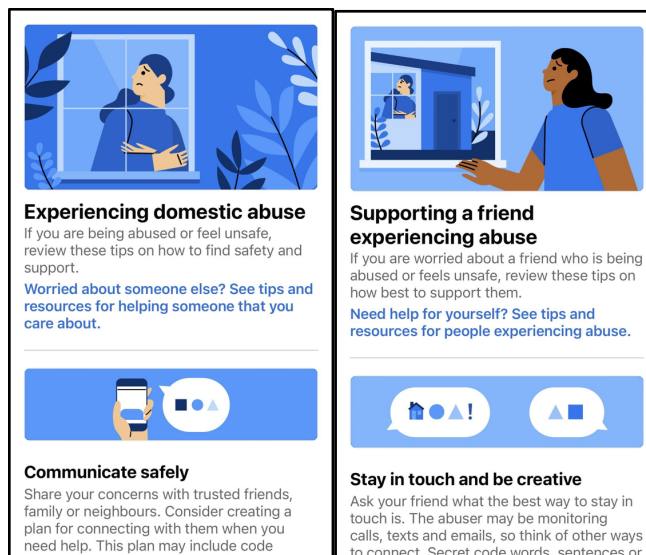 Experiencing domestic abuse
If you are being abused or feel unsafe,
review these tips on how to find safety and
support.
Worried about someone else? See tips and
resources for helping someone that you
care about.
Communicate safely
Share your concerns with trusted friends,
family or neighbours. Consider creating a
plan for connecting with them when you
need help. This plan may include code
Supporting a friend
experiencing abuse
If you are worried about a friend who is being
abused or feels unsafe, review these tips on
how best to support them.
Need help for yourself? See tips and
resources for people experiencing abuse.
Stay in touch and be creative
Ask your friend what the best way to stay in
touch is. The abuser may be monitoring
calls, texts and emails, so think of other ways
to connect. Secret code words, sentences or